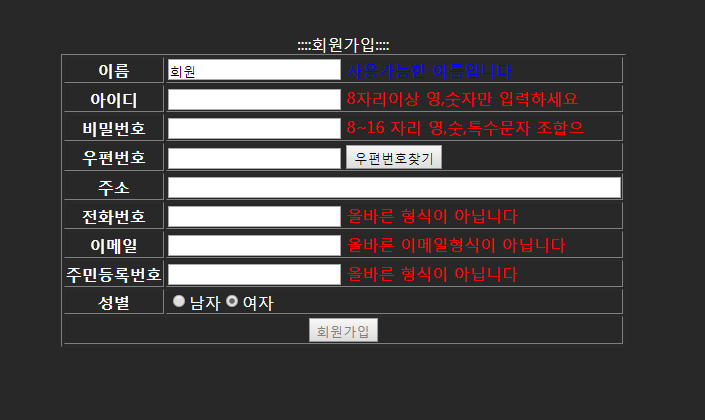 ::::회원가입::::
이름 회원 사용가능한 이름입니다
아이디 8자리이상 영,숫자만 입력하세요
비밀번호 8~16 자리 영,숫,특수문자 조합으
우편번호 우편번호찾기
주소
전화번호 올바른 형식이 아닙니다
이메일 올바른 이메일형식이 아닙니다
주민등록번호 올바른 형식이 아닙니다
성별 남자 여자
회원가입